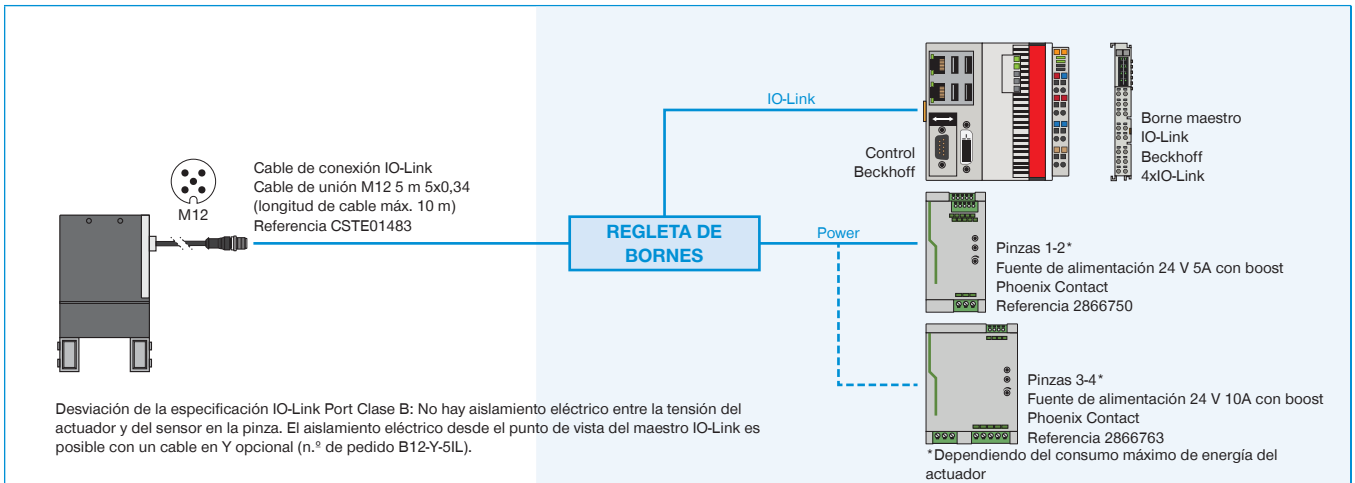 IO-Link
Control
Beckhoff
Borne maestro
IO-Link
Beckhoff
4xIO-Link
M12
Cable de conexión IO-Link
Cable de unión M12 5 m 5x0,34
(longitud de cable máx. 10 m)
Referencia CSTE01483
REGLETA DE
BORNES
Power
Pinzas 1-2*
Fuente de alimentación 24 V 5A con boost
Phoenix Contact
Referencia 2866750
Pinzas 3-4*
Fuente de alimentación 24 V 10A con boost
Phoenix Contact
Referencia 2866763
*Dependiendo del consumo máximo de energía del
actuador
Desviación de la especificación IO-Link Port Clase B: No hay aislamiento eléctrico entre la tensión del
actuador y del sensor en la pinza. El aislamiento eléctrico desde el punto de vista del maestro IO-Link es
posible con un cable en Y opcional (n.º de pedido B12-Y-5IL).